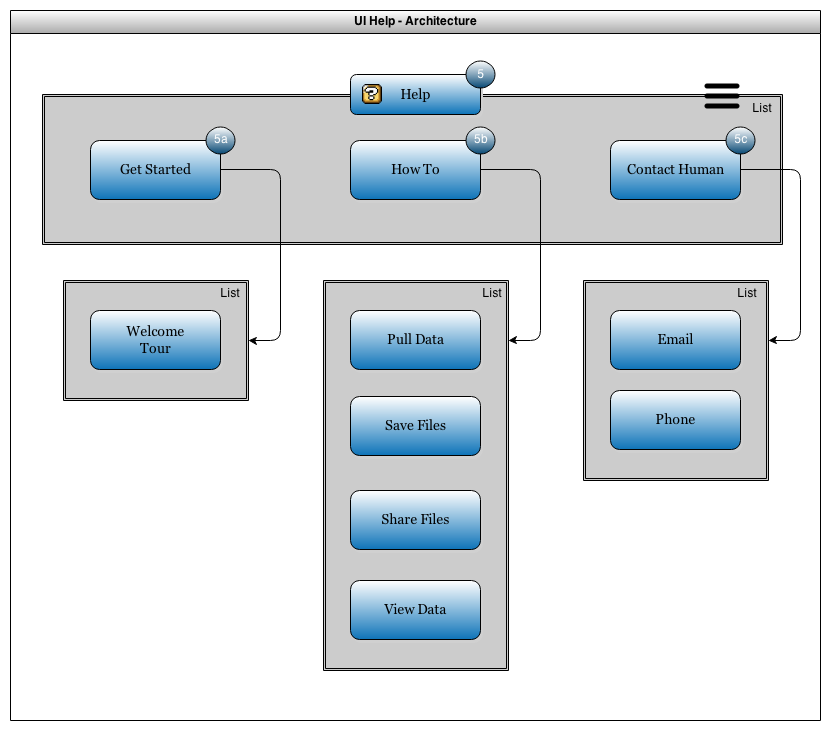 UI Help - Architecture
5
? Help
List
5a
5b
5c
Get Started
How To
Contact Human
List
List
List
Welcome
Tour
Pull Data
Email
Save Files
Phone
Share Files
View Data